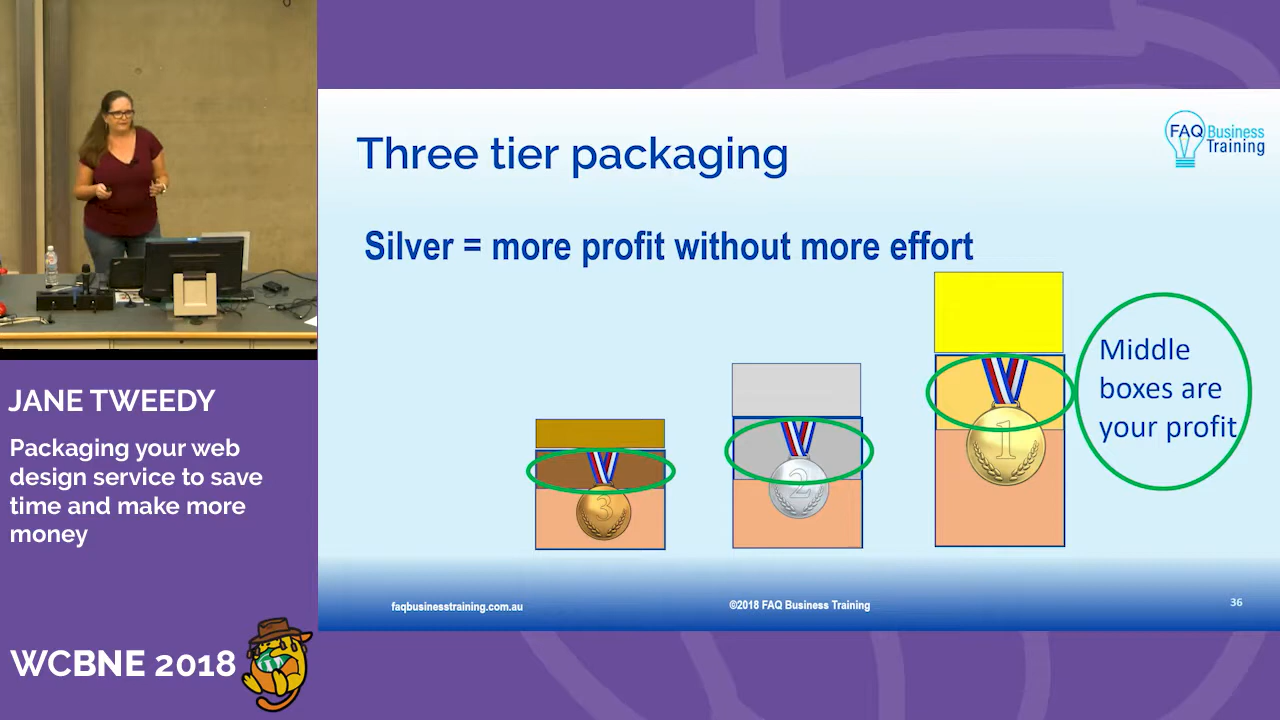 JANE TWEEDY
Packaging your web
design service to save
time and make more
money
WCBNE 2018
Three tier packaging
FAQ Business
Training
Silver = more profit without more effort
3
2
1
Middle
boxes are
your profit
faqbusinesstraining.com.au
©2018 FAQ Business Training
36